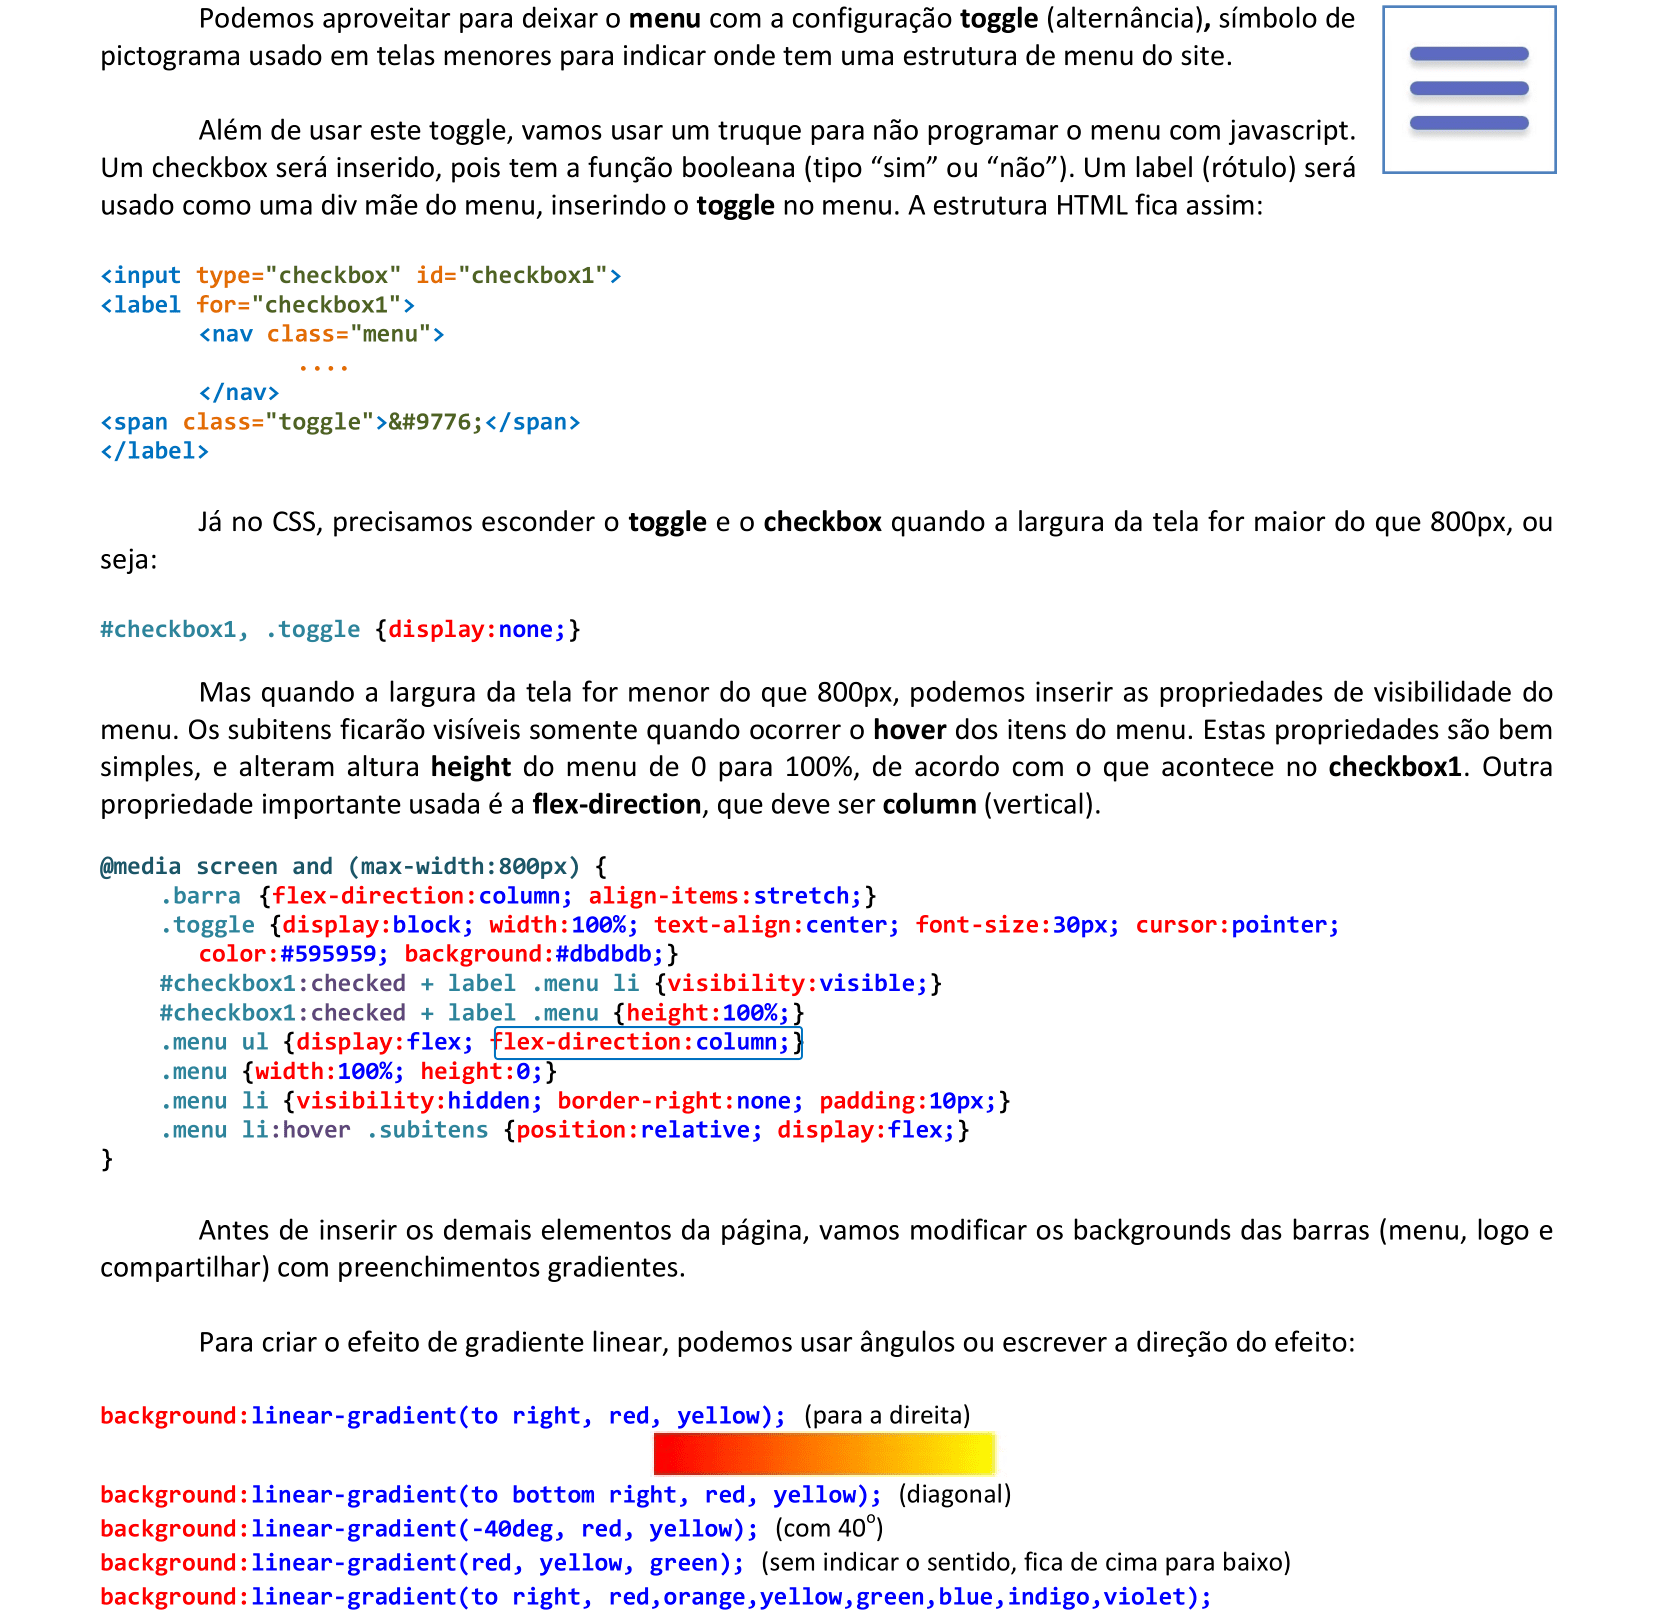 Podemos aproveitar para deixar o menu com a configuração toggle (alternância), símbolo de
pictograma usado em telas menores para indicar onde tem uma estrutura de menu do site.
Além de usar este toggle, vamos usar um truque para não programar o menu com javascript.
Um checkbox será inserido, pois tem a função booleana (tipo “sim” ou “não”). Um label (rótulo) será
usado como uma div mãe do menu, inserindo o toggle no menu. A estrutura HTML fica assim:
<input type="checkbox" id="checkbox1">
<label for="checkbox1">
<nav class="menu">
....
</nav>
<span class="toggle">&#9776;</span>
</label>
Já no CSS, precisamos esconder o toggle e o checkbox quando a largura da tela for maior do que 800px, ou
seja:
#checkbox1, .toggle {display:none;}
Mas quando a largura da tela for menor do que 800px, podemos inserir as propriedades de visibilidade do
menu. Os subitens ficarão visíveis somente quando ocorrer o hover dos itens do menu. Estas propriedades são bem
simples, e alteram altura height do menu de 0 para 100%, de acordo com o que acontece no checkbox1. Outra
propriedade importante usada é a flex-direction, que deve ser column (vertical).
@media screen and (max-width:800px) {
.barra {flex-direction:column; align-items:stretch;}
.toggle {display:block; width:100%; text-align:center; font-size:30px; cursor:pointer;
color:#595959; background:#dbdbdb;}
#checkbox1:checked + label .menu li {visibility:visible;}
#checkbox1:checked + label .menu {height:100%;}
.menu ul {display:flex; flex-direction:column;}
.menu {width:100%; height:0;}
.menu li {visibility:hidden; border-right:none; padding:10px;}
.menu li:hover .subitens {position:relative; display:flex;}
}
Antes de inserir os demais elementos da página, vamos modificar os backgrounds das barras (menu, logo e
compartilhar) com preenchimentos gradientes.
Para criar o efeito de gradiente linear, podemos usar ângulos ou escrever a direção do efeito:
background:linear-gradient(to right, red, yellow); (para a direita)
background:linear-gradient(to bottom right, red, yellow); (diagonal)
background:linear-gradient(-40deg, red, yellow); (com 40º)
background:linear-gradient(red, yellow, green); (sem indicar o sentido, fica de cima para baixo)
background:linear-gradient(to right, red,orange,yellow,green,blue,indigo,violet);